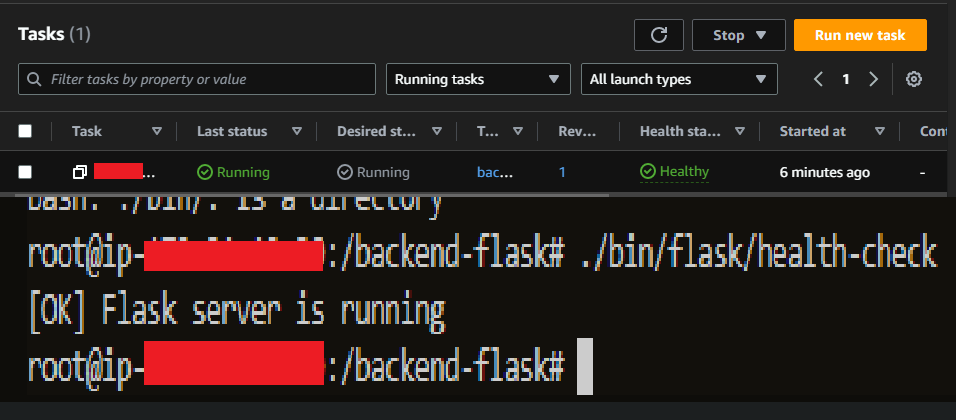 Tasks (1)
Stop
Run new task
Filter tasks by property or value
Running tasks
All launch types
1
Task Last status Desired st... T... Rev... Health sta... Started at Con
... Running Running bac... 1 Healthy 6 minutes ago -
bash: ./bin/: is a directory
root@ip- :/backend-flask# ./bin/flask/health-check
[OK] Flask server is running
root@ip- :/backend-flask#